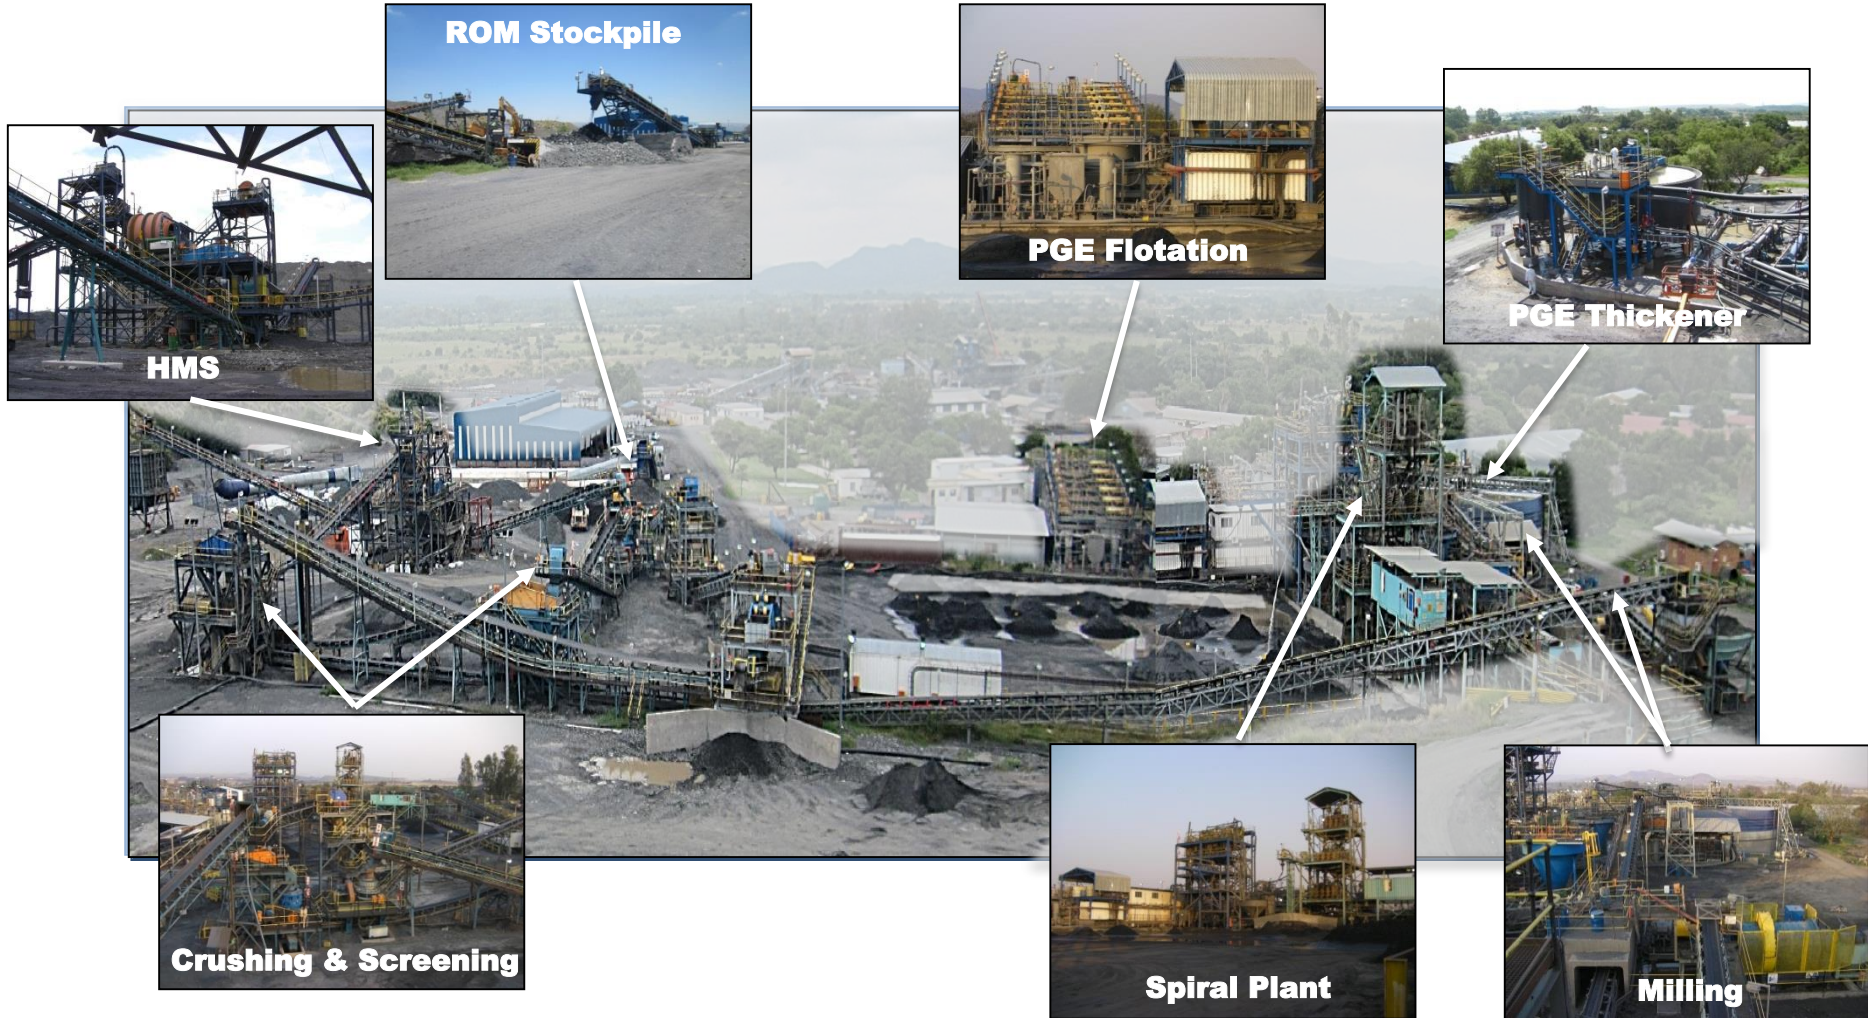 ROM Stockpile
PGE Flotation
PGE Thickener
HMS
Crushing & Screening
Spiral Plant
Milling